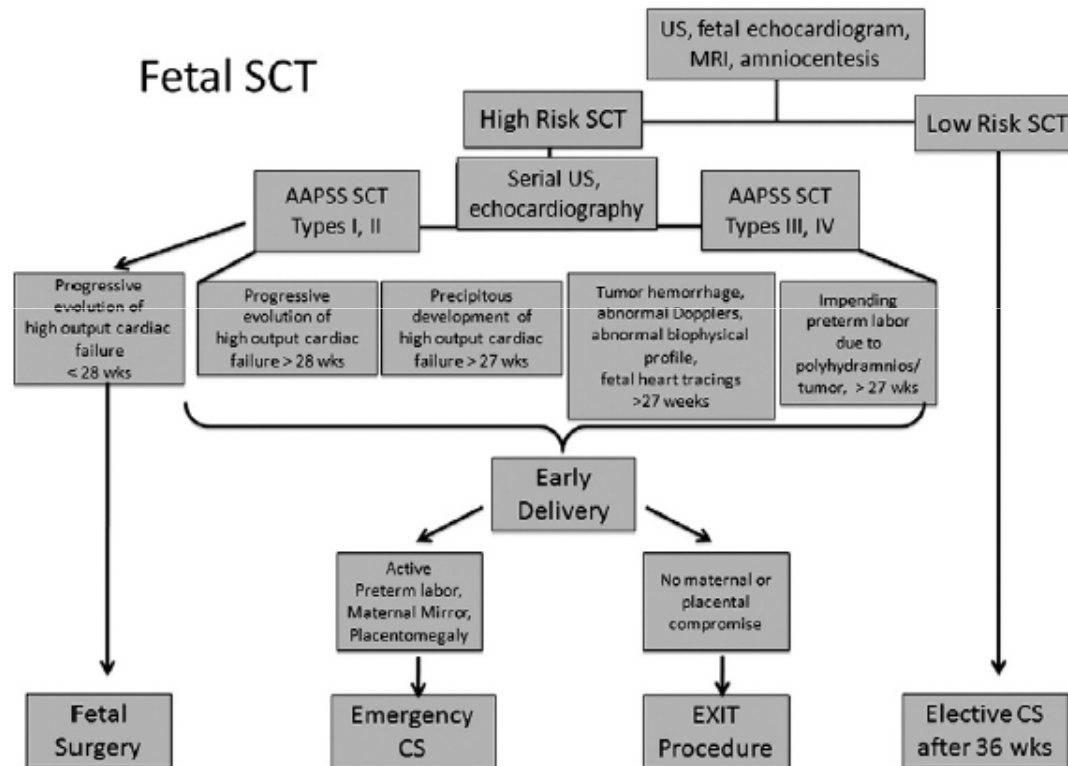 Fetal SCT
US, fetal echocardiogram,
MRI, amniocentesis
High Risk SCT
Low Risk SCT
Serial US,
echocardiography
AAPSS SCT
Types I, II
AAPSS SCT
Types III, IV
Progressive
evolution of
high output cardiac
failure
< 28 wks
Progressive
evolution of
high output cardiac
failure > 28 wks
Precipitous
development of
high output cardiac
failure > 27 wks
Tumor hemorrhage,
abnormal Dopplers,
abnormal biophysical
profile,
fetal heart tracings
>27 weeks
Impending
preterm labor
due to
polyhydramnios/
tumor, > 27 wks
Early
Delivery
Active
Preterm labor,
Maternal Mirror,
Placentomegaly
No maternal or
placental
compromise
Fetal
Surgery
Emergency
CS
EXIT
Procedure
Elective CS
after 36 wks